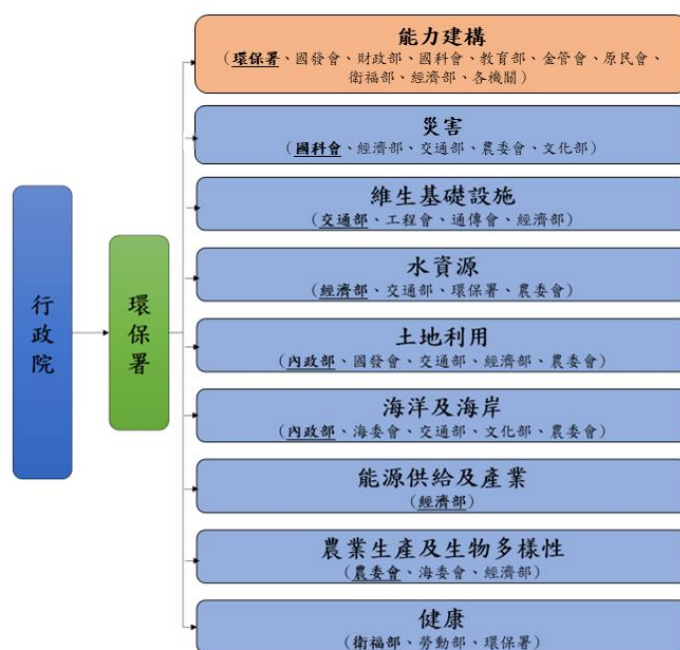 行政院
環保署
能力建構
（環保署、國發會、財政部、國科會、教育部、金管會、原民會、
衛福部、經濟部、各機關）
災害
（國科會、經濟部、交通部、農委會、文化部）
維生基礎設施
（交通部、工程會、通傳會、經濟部）
水資源
（經濟部、交通部、環保署、農委會）
土地利用
（內政部、國發會、交通部、經濟部、農委會）
海洋及海岸
（內政部、海委會、交通部、文化部、農委會）
能源供給及產業
（經濟部）
農業生產及生物多樣性
（農委會、海委會、經濟部）
健康
（衛福部、勞動部、環保署）